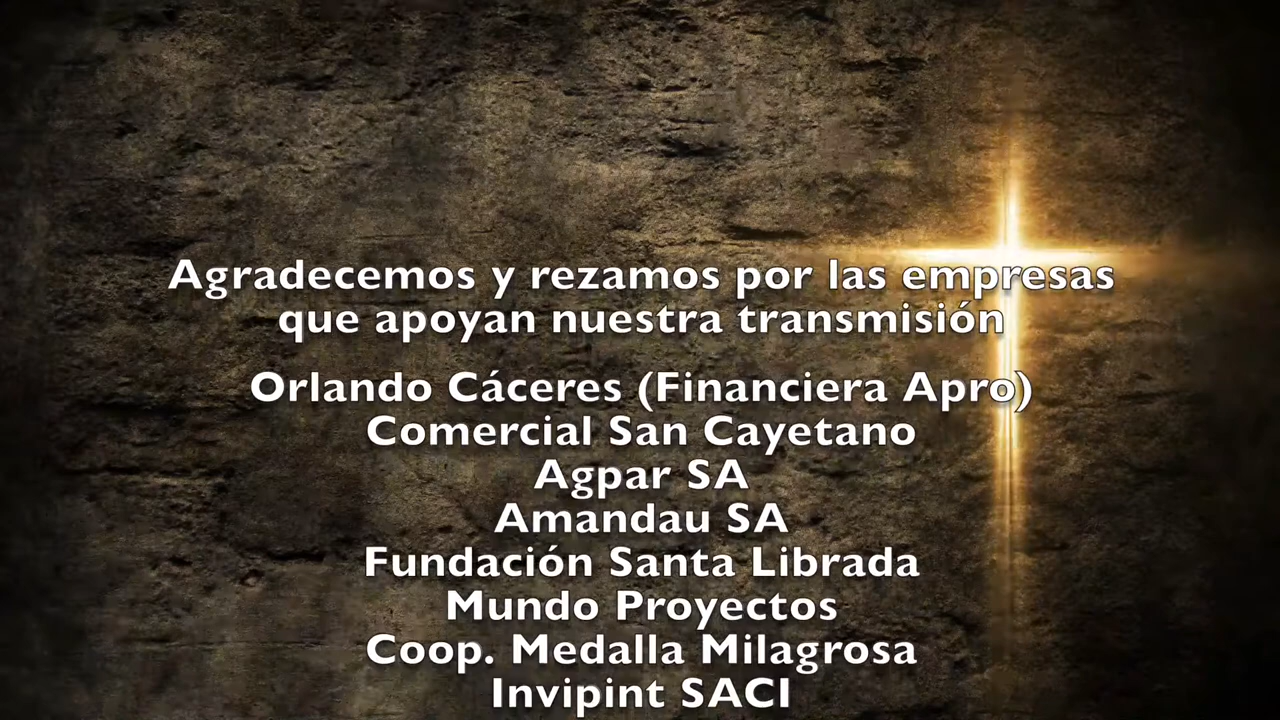 Agradecemos y rezamos por las empresas
que apoyan nuestra transmisión
Orlando Cáceres (Financiera Apro)
Comercial San Cayetano
Agpar SA
Amandau SA
Fundación Santa Librada
Mundo Proyectos
Coop. Medalla Milagrosa
Invipint SACI